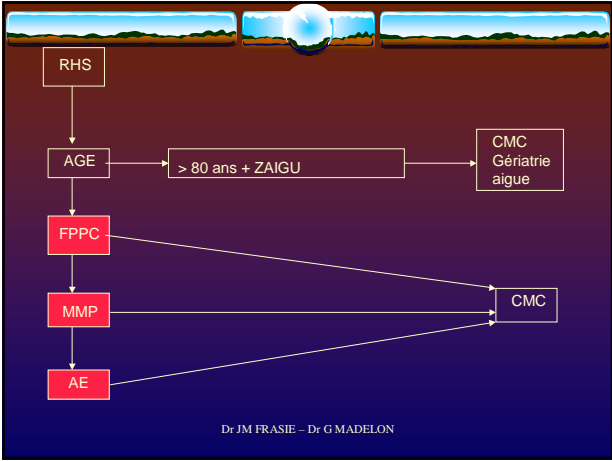 RHS
AGE
> 80 ans + ZAIGU
CMC
Gériatrie
aigue
FPPC
MMP
CMC
AE
Dr JM FRASIE – Dr G MADELON